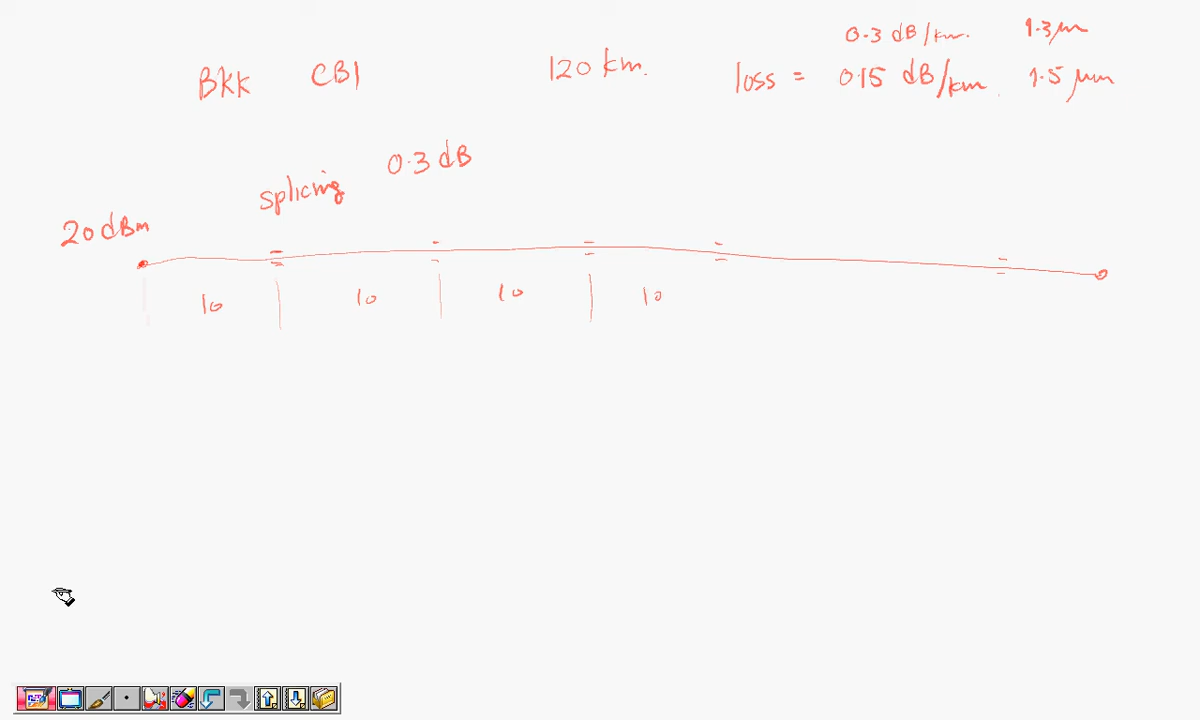 0.3 dB/km. 1.3 μm
BKK CBI 120 km. loss = 0.15 dB/km. 1.5 μm
splicing 0.3 dB
20 dBm
10 10 10 10